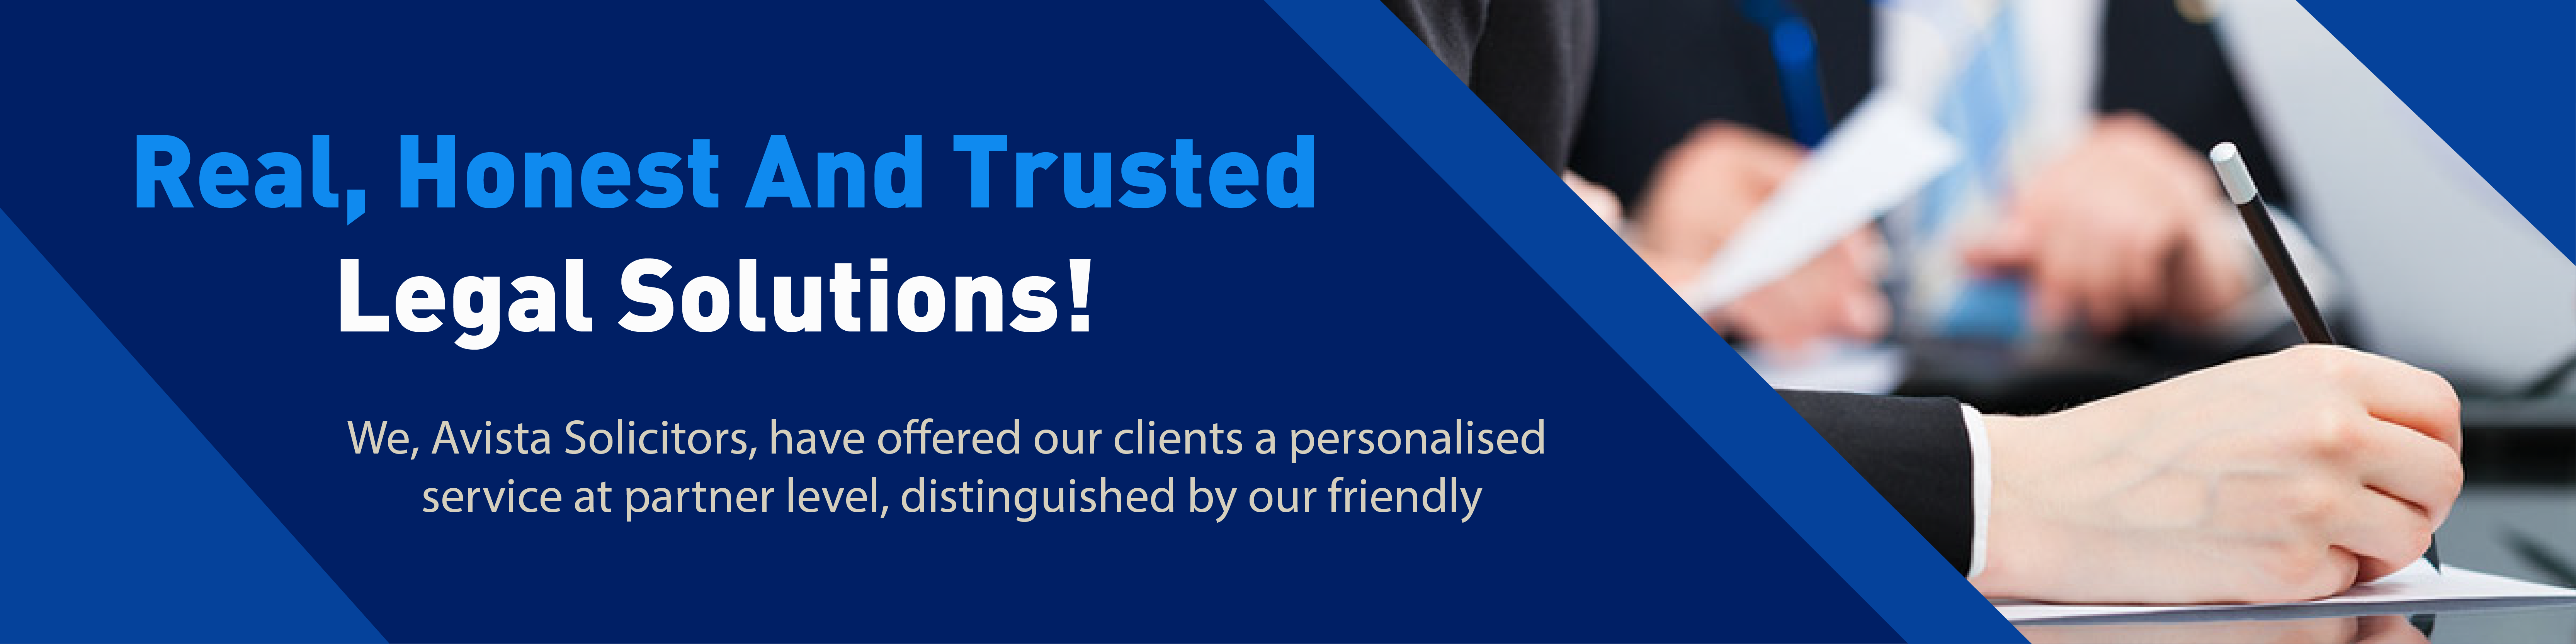 Real, Honest And Trusted
Legal Solutions!
We, Avista Solicitors, have offered our clients a personalised
service at partner level, distinguished by our friendly